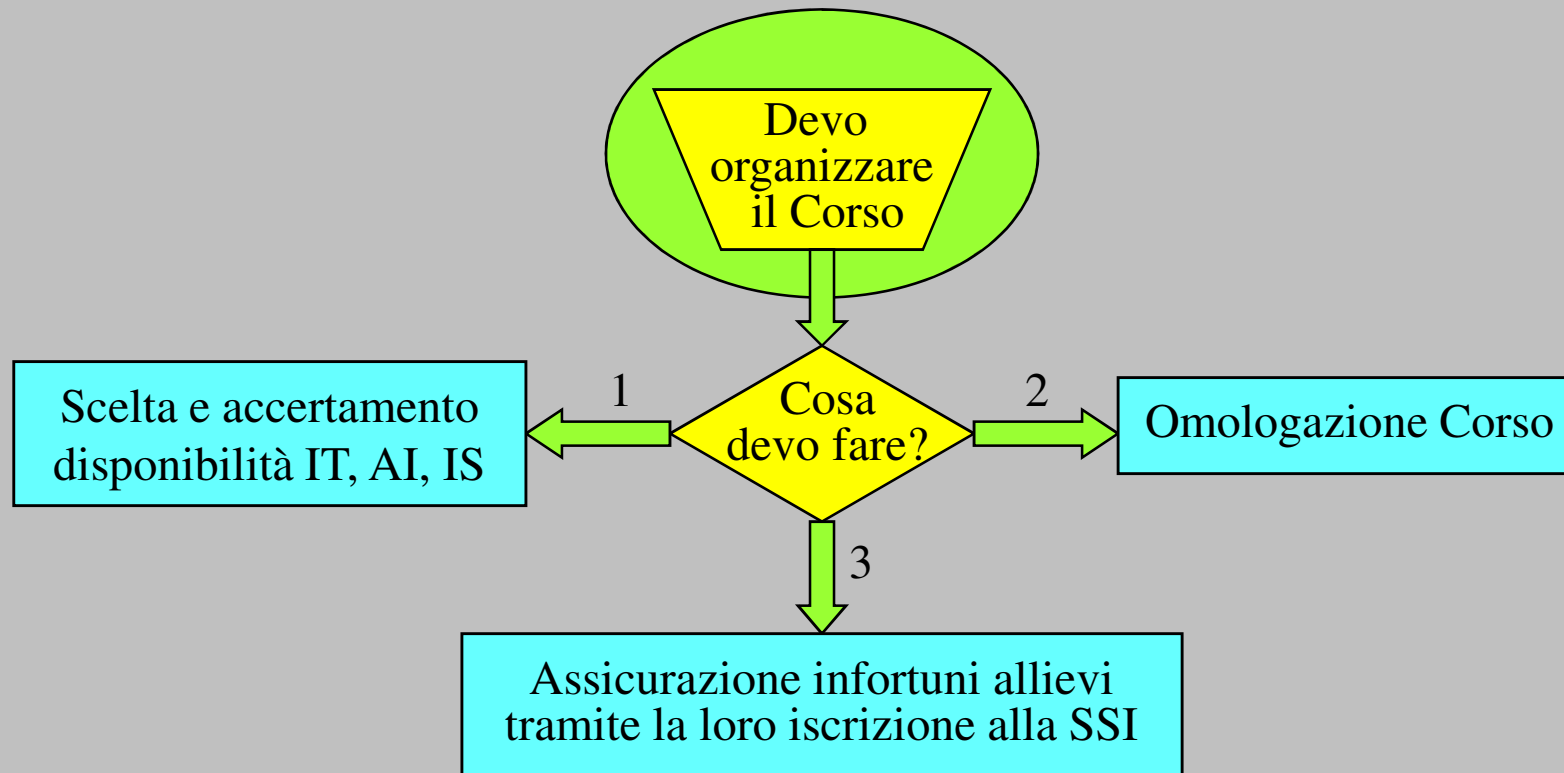 Devo
organizzare
il Corso
Scelta e accertamento
disponibilità IT, AI, IS
1
Cosa
devo fare?
2
Omologazione Corso
3
Assicurazione infortuni allievi
tramite la loro iscrizione alla SSI